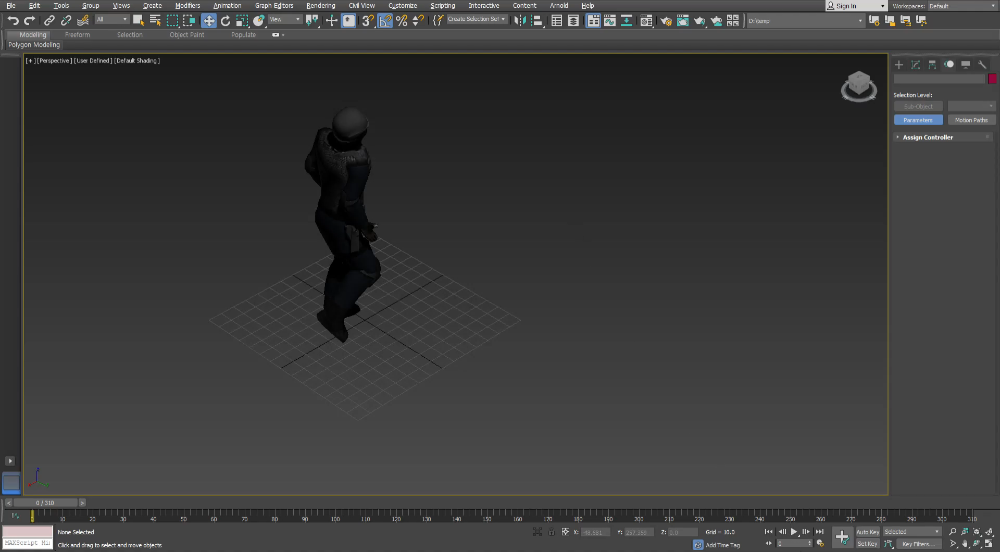 File Edit Tools Group Views Create Modifiers Animation Graph Editors Rendering Civil View Customize Scripting Interactive Content Arnold Help Sign In Workspaces: Default
All View 3 Create Selection Set D:\temp
Modeling Freeform Selection Object Paint Populate
Polygon Modeling
[+] [Perspective] [User Defined] [Default Shading]
Selection Level:
Sub-Object
Parameters Motion Paths
Assign Controller
z
x y
< 0 / 310 >
0 10 20 30 40 50 60 70 80 90 100 110 120 130 140 150 160 170 180 190 200 210 220 230 240 250 260 270 280 290 300 310
None Selected X: -48.681 Y: 257.359 Z: 0.0 Grid = 10.0 Auto Key Selected
MAXScript Mi Click and drag to select and move objects Add Time Tag 0 Set Key Key Filters...